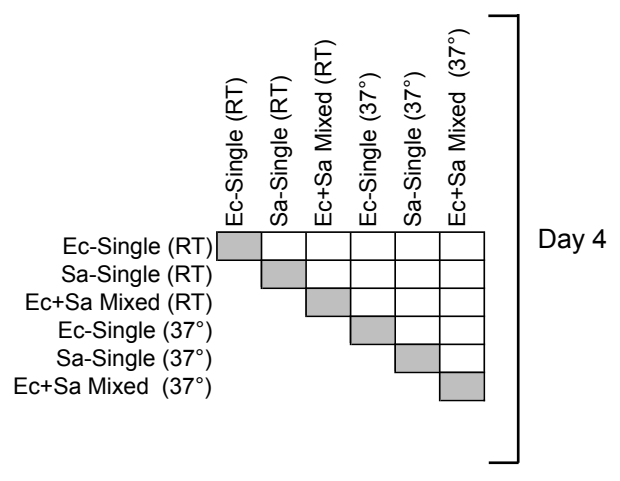 Ec-Single (RT)
Sa-Single (RT)
Ec+Sa Mixed (RT)
Ec-Single (37°)
Sa-Single (37°)
Ec+Sa Mixed  (37°)
Day 4
Ec-Single (RT)
Sa-Single (RT)
Ec+Sa Mixed (RT)
Ec-Single (37°)
Sa-Single (37°)
Ec+Sa Mixed  (37°)